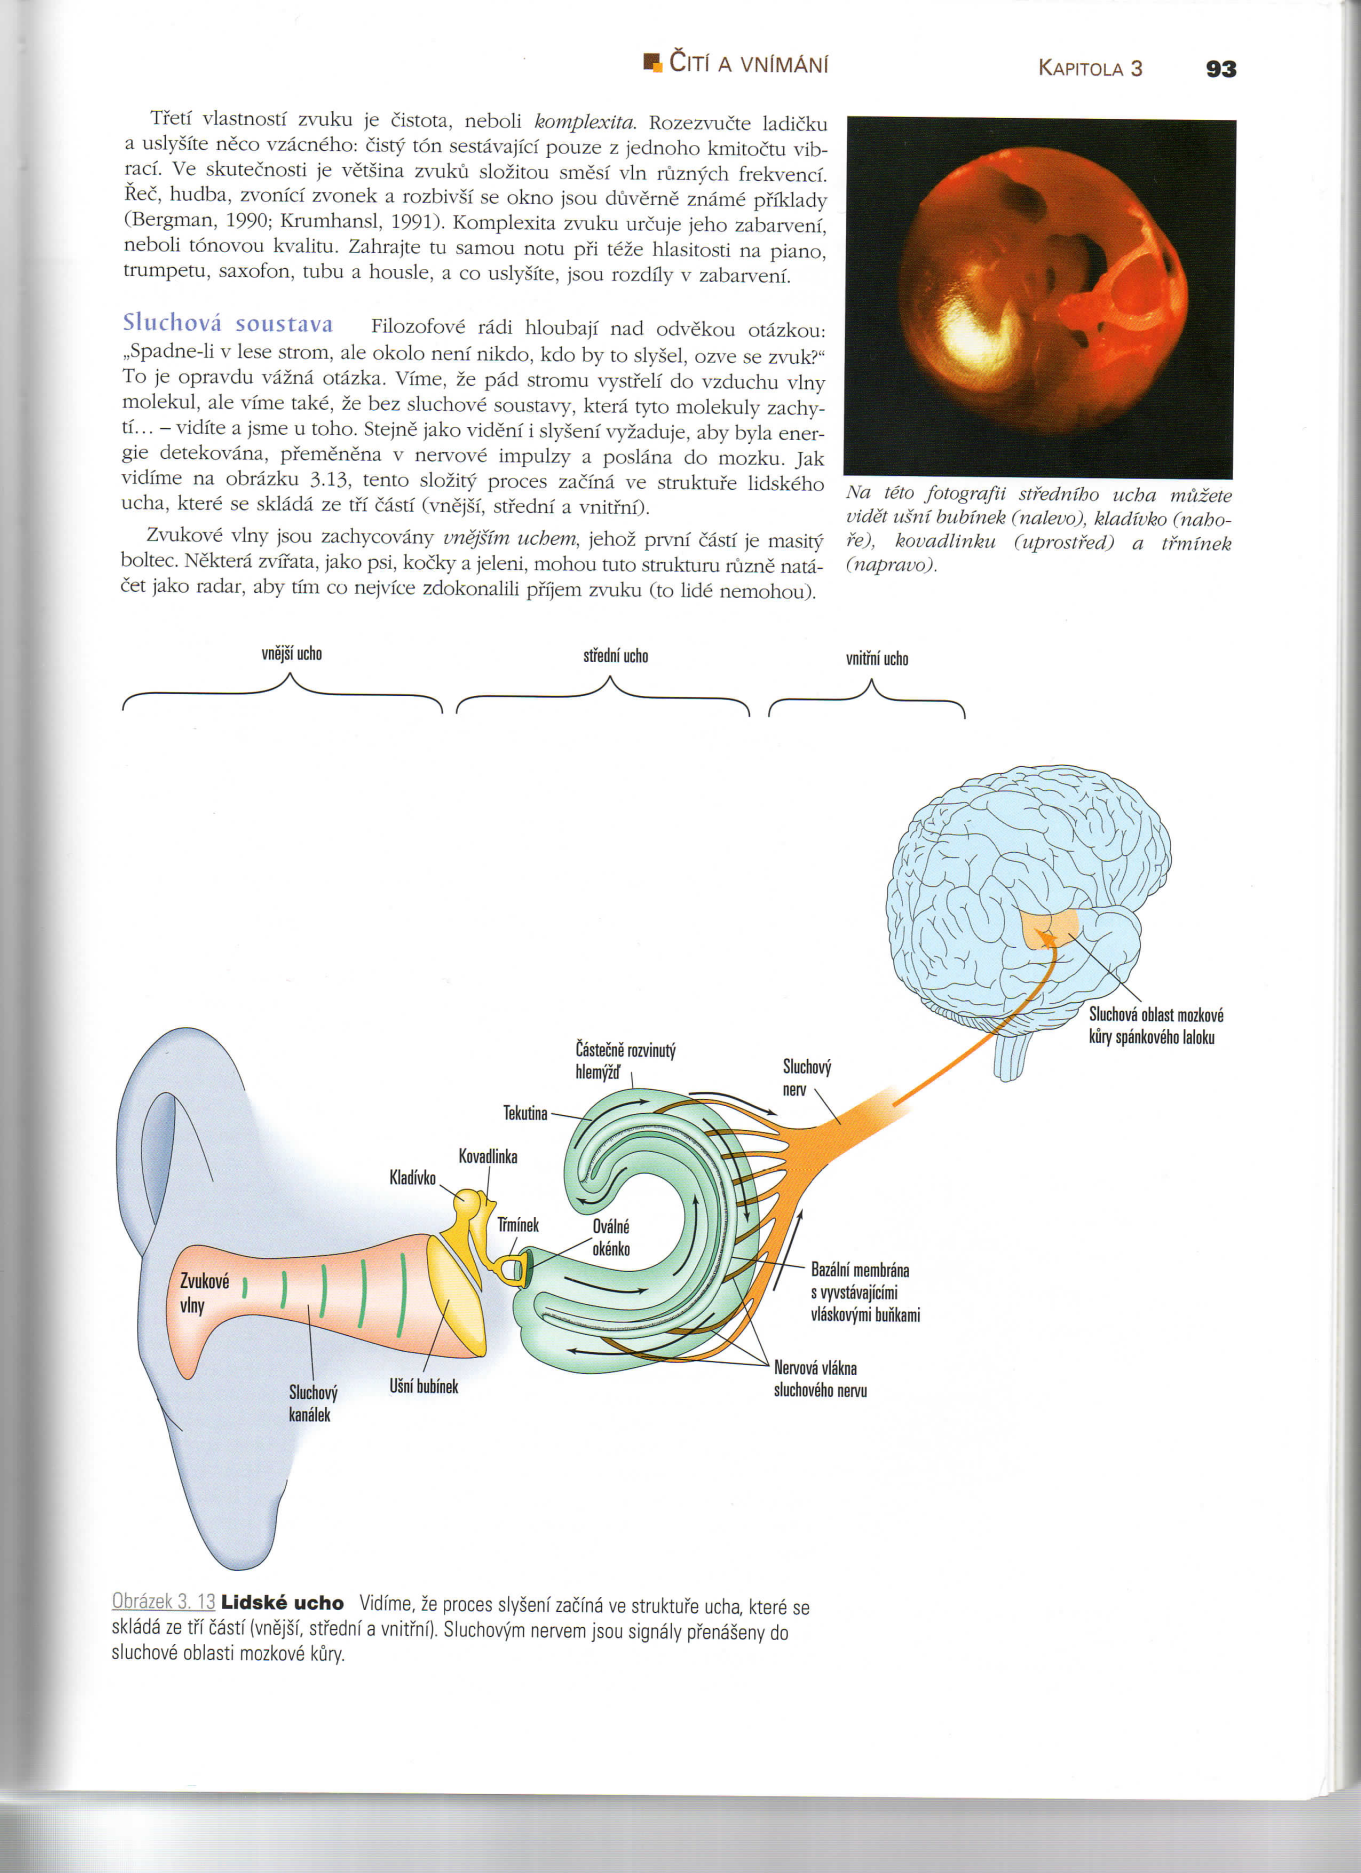 Čití a vnímání Kapitola 3 93
Třetí vlastností zvuku je čistota, neboli komplexita. Rozezvučte ladičku
a uslyšíte něco vzácného: čistý tón sestávající pouze z jednoho kmitočtu vib-
rací. Ve skutečnosti je většina zvuků složitou směsí vln různých frekvencí.
Řeč, hudba, zvonící zvonek a rozbivší se okno jsou důvěrně známé příklady
(Bergman, 1990; Krumhansl, 1991). Komplexita zvuku určuje jeho zabarvení,
neboli tónovou kvalitu. Zahrajte tu samou notu při téže hlasitosti na piano,
trumpetu, saxofon, tubu a housle, a co uslyšíte, jsou rozdíly v zabarvení.
Sluchová soustava Filozofové rádi hloubají nad odvěkou otázkou:
„Spadne-li v lese strom, ale okolo není nikdo, kdo by to slyšel, ozve se zvuk?“
To je opravdu vážná otázka. Víme, že pád stromu vystřelí do vzduchu vlny
molekul, ale víme také, že bez sluchové soustavy, která tyto molekuly zachy-
tí... – vidíte a jsme u toho. Stejně jako vidění i slyšení vyžaduje, aby byla ener-
gie detekována, přeměněna v nervové impulzy a poslána do mozku. Jak
vidíme na obrázku 3.13, tento složitý proces začíná ve struktuře lidského
ucha, které se skládá ze tří částí (vnější, střední a vnitřní).
Zvukové vlny jsou zachycovány vnějším uchem, jehož první částí je masitý
boltec. Některá zvířata, jako psi, kočky a jeleni, mohou tuto strukturu různě natá-
čet jako radar, aby tím co nejvíce zdokonalili příjem zvuku (to lidé nemohou).
Na této fotografii středního ucha můžete
vidět ušní bubínek (nalevo), kladívko (naho-
ře), kovadlinku (uprostřed) a třmínek
(napravo).
vnější ucho
střední ucho
vnitřní ucho
Sluchová oblast mozkové
kůry spánkového laloku
Částečně rozvinutý
hlemýžď
Sluchový
nerv
Tekutina
Kovadlinka
Kladívko
Třmínek
Oválné
okénko
Zvukové
vlny
Bazální membrána
s vyvstávajícími
vláskovými buňkami
Nervová vlákna
sluchového nervu
Ušní bubínek
Sluchový
kanálek
Obrázek 3. 13 Lidské ucho Vidíme, že proces slyšení začíná ve struktuře ucha, které se
skládá ze tří částí (vnější, střední a vnitřní). Sluchovým nervem jsou signály přenášeny do
sluchové oblasti mozkové kůry.